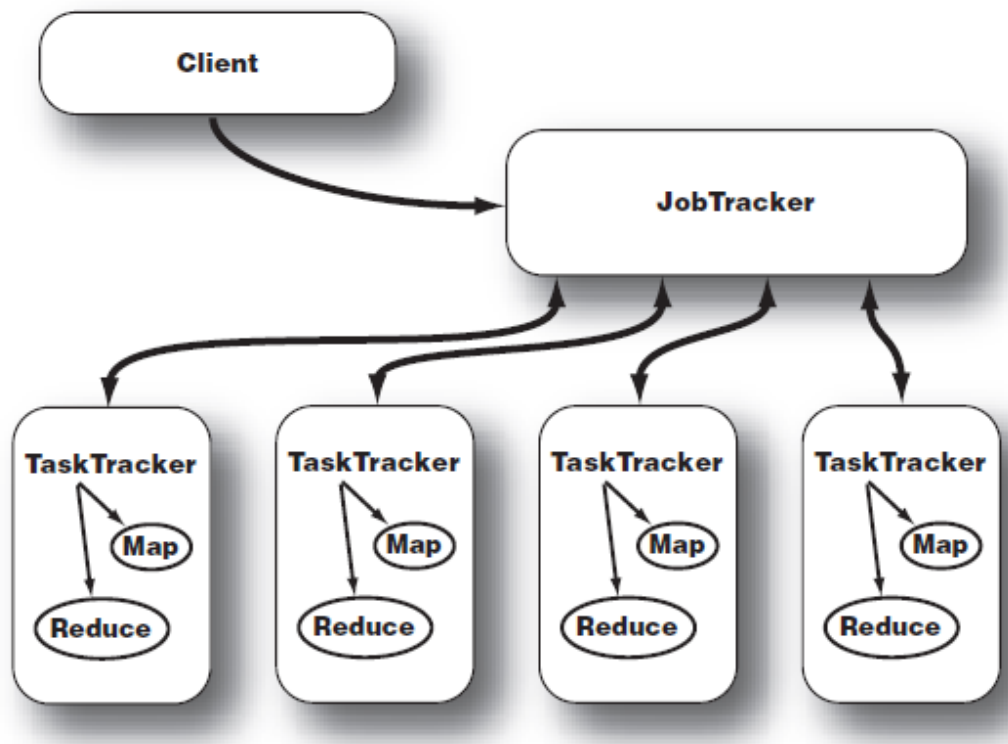 Client
JobTracker
TaskTracker
Map
Reduce
TaskTracker
Map
Reduce
TaskTracker
Map
Reduce
TaskTracker
Map
Reduce